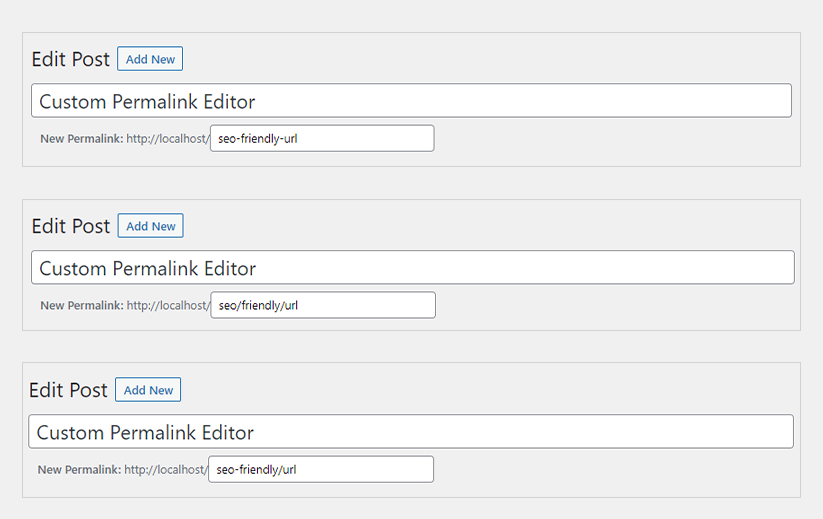 Edit Post Add New
Custom Permalink Editor
New Permalink: http://localhost/ seo-friendly-url
Edit Post Add New
Custom Permalink Editor
New Permalink: http://localhost/ seo/friendly/url
Edit Post Add New
Custom Permalink Editor
New Permalink: http://localhost/ seo-friendly/url